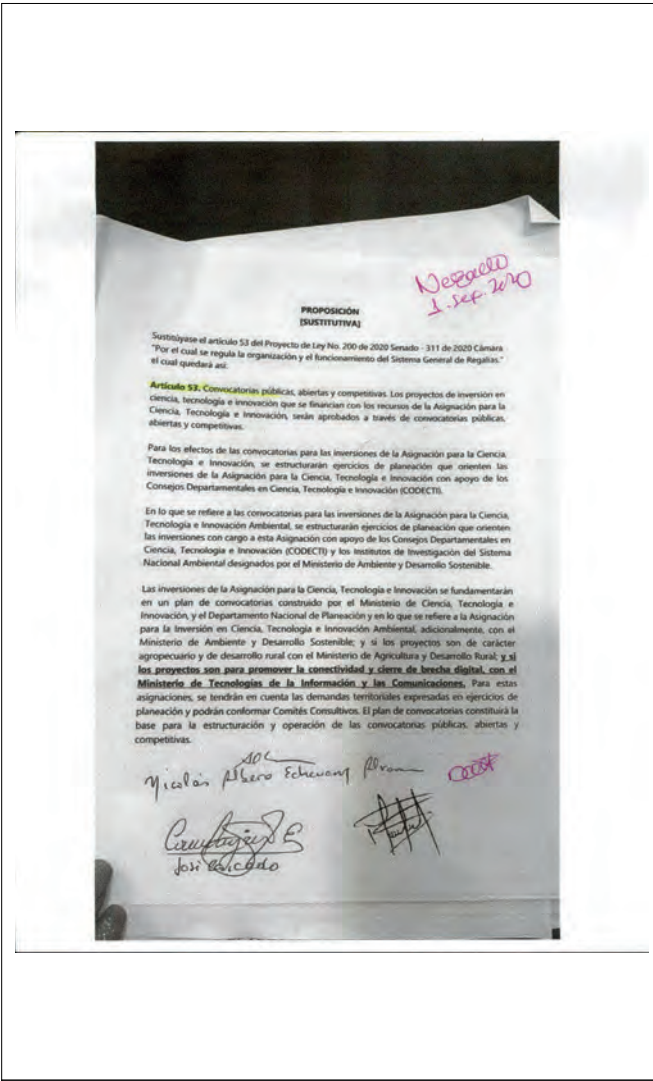 Negado
1. Sep. 2020
PROPOSICIÓN
(SUSTITUTIVA)
Sustitúyase el artículo 53 del Proyecto de Ley No. 200 de 2020 Senado - 311 de 2020 Cámara
"Por el cual se regula la organización y el funcionamiento del Sistema General de Regalías."
el cual quedará así:
Artículo 53. Convocatorias públicas, abiertas y competitivas. Los proyectos de inversión en
ciencia, tecnología e innovación que se financian con los recursos de la Asignación para la
Ciencia, Tecnología e Innovación, serán aprobados a través de convocatorias públicas,
abiertas y competitivas.
Para los efectos de las convocatorias para las inversiones de la Asignación para la Ciencia,
Tecnología e Innovación, se estructurarán ejercicios de planeación que orienten las
inversiones de la Asignación para la Ciencia, Tecnología e Innovación con apoyo de los
Consejos Departamentales en Ciencia, Tecnología e Innovación (CODECTI).
En lo que se refiere a las convocatorias para las inversiones de la Asignación para la Ciencia,
Tecnología e Innovación Ambiental, se estructurarán ejercicios de planeación que orienten
las inversiones con cargo a esta Asignación con apoyo de los Consejos Departamentales en
Ciencia, Tecnología e Innovación (CODECTI) y los Institutos de Investigación del Sistema
Nacional Ambiental designados por el Ministerio de Ambiente y Desarrollo Sostenible.
Las inversiones de la Asignación para la Ciencia, Tecnología e Innovación se fundamentarán
en un plan de convocatorias construido por el Ministerio de Ciencia, Tecnología e
Innovación, y el Departamento Nacional de Planeación y en lo que se refiere a la Asignación
para la Inversión en Ciencia, Tecnología e Innovación Ambiental, adicionalmente, con el
Ministerio de Ambiente y Desarrollo Sostenible; y si los proyectos son de carácter
agropecuario y de desarrollo rural con el Ministerio de Agricultura y Desarrollo Rural; y si
los proyectos son para promover la conectividad y cierre de brecha digital, con el
Ministerio de Tecnologías de la Información y las Comunicaciones. Para estas
asignaciones, se tendrán en cuenta las demandas territoriales expresadas en ejercicios de
planeación y podrán conformar Comités Consultivos. El plan de convocatorias constituirá la
base para la estructuración y operación de las convocatorias públicas, abiertas y
competitivas.
Nicolás Albeiro Echeverry
José Caicedo